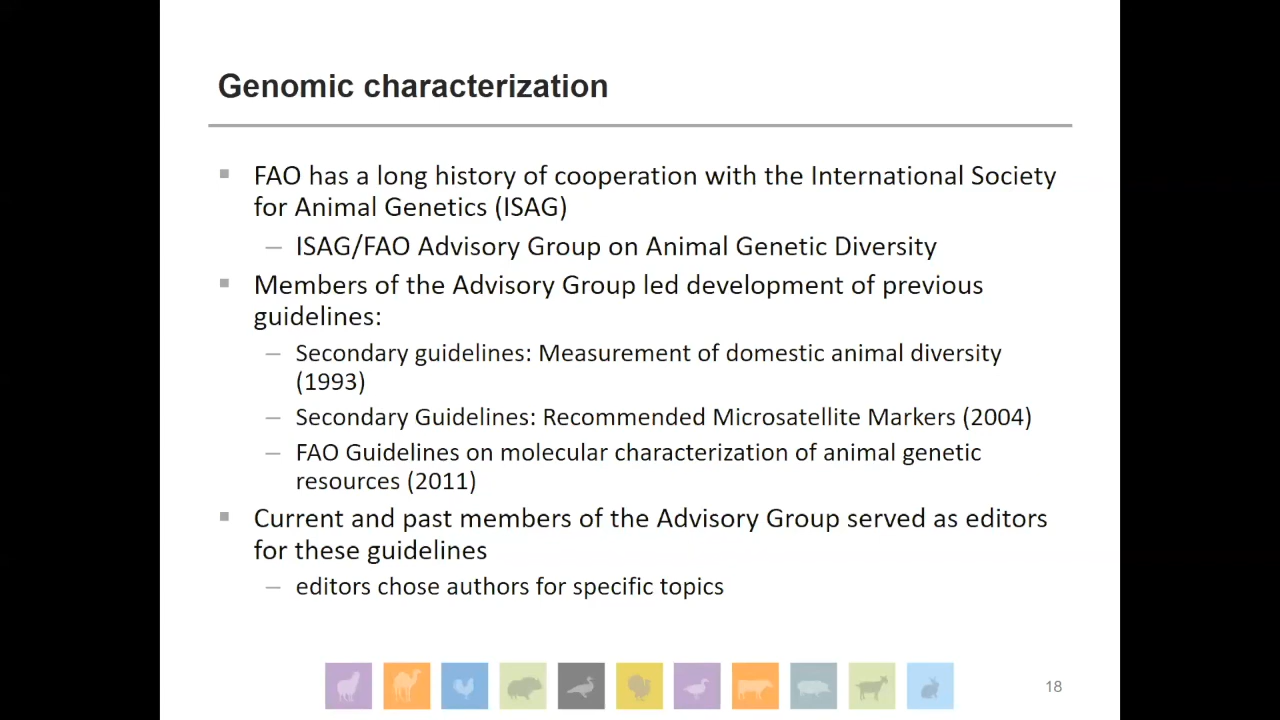 Genomic characterization
▪ FAO has a long history of cooperation with the International Society
for Animal Genetics (ISAG)
– ISAG/FAO Advisory Group on Animal Genetic Diversity
▪ Members of the Advisory Group led development of previous
guidelines:
– Secondary guidelines: Measurement of domestic animal diversity
(1993)
– Secondary Guidelines: Recommended Microsatellite Markers (2004)
– FAO Guidelines on molecular characterization of animal genetic
resources (2011)
▪ Current and past members of the Advisory Group served as editors
for these guidelines
– editors chose authors for specific topics
18